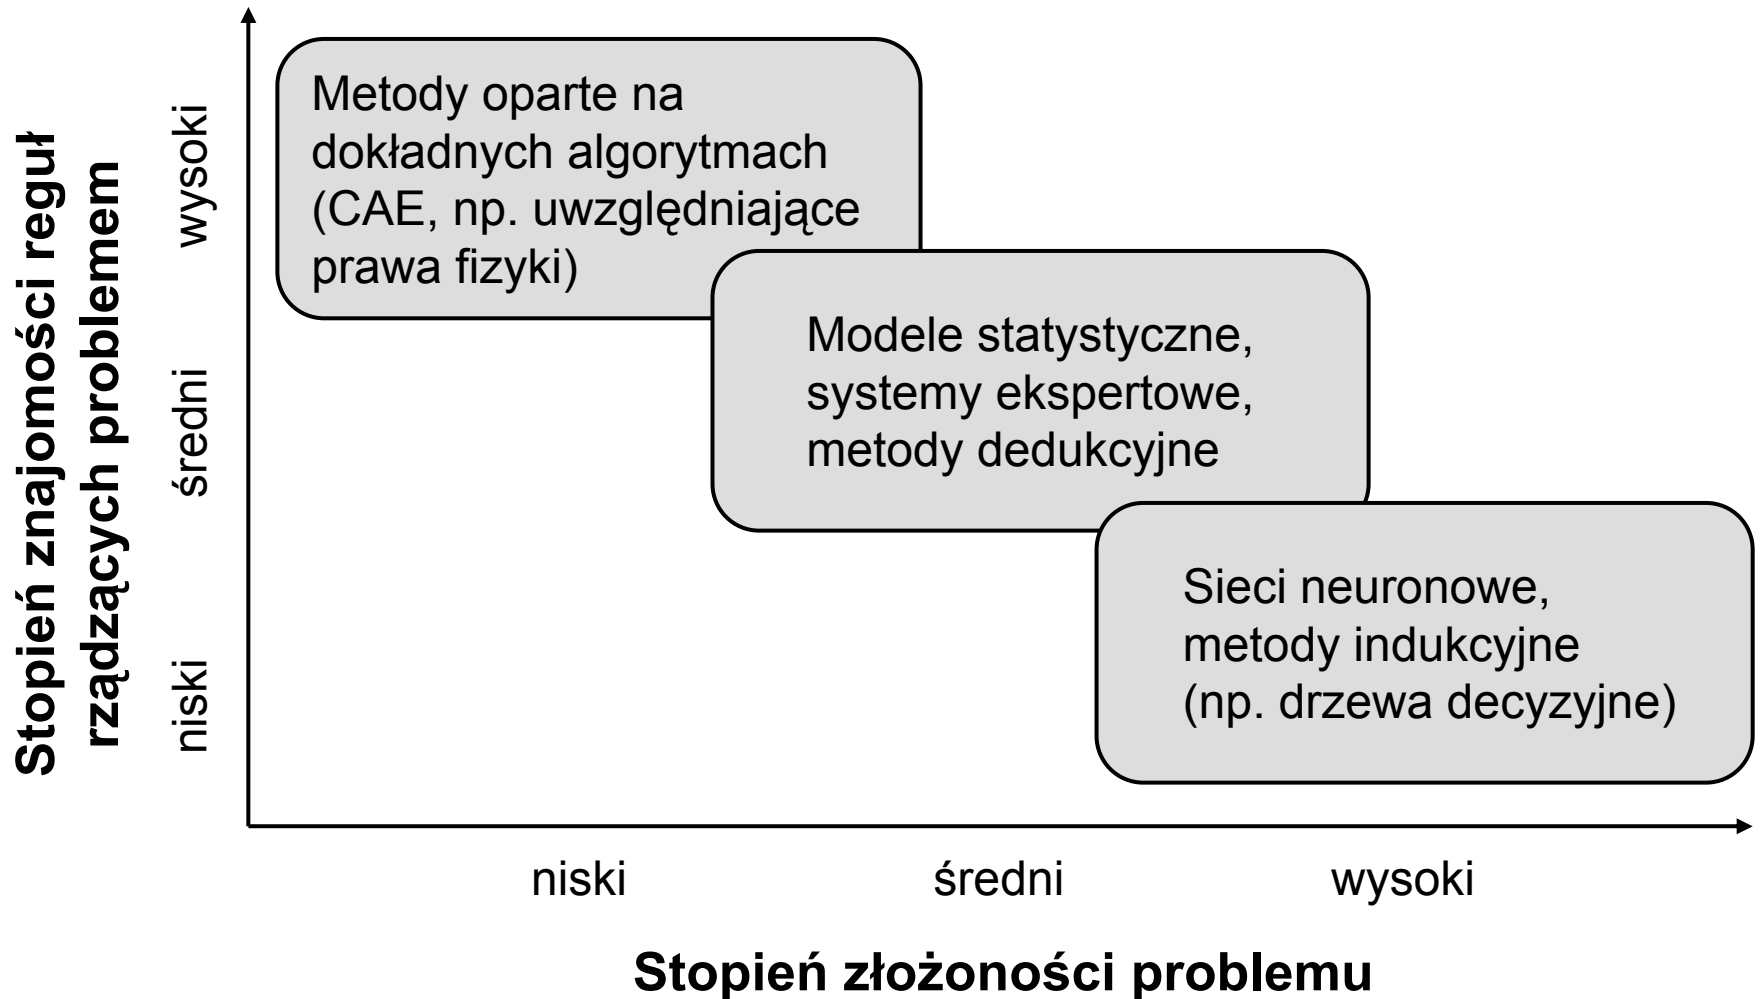 Stopień znajomości reguł
rządzących problemem
wysoki
średni
niski
Metody oparte na
dokładnych algorytmach
(CAE, np. uwzględniające
prawa fizyki)
Modele statystyczne,
systemy ekspertowe,
metody dedukcyjne
Sieci neuronowe,
metody indukcyjne
(np. drzewa decyzyjne)
niski
średni
wysoki
Stopień złożoności problemu